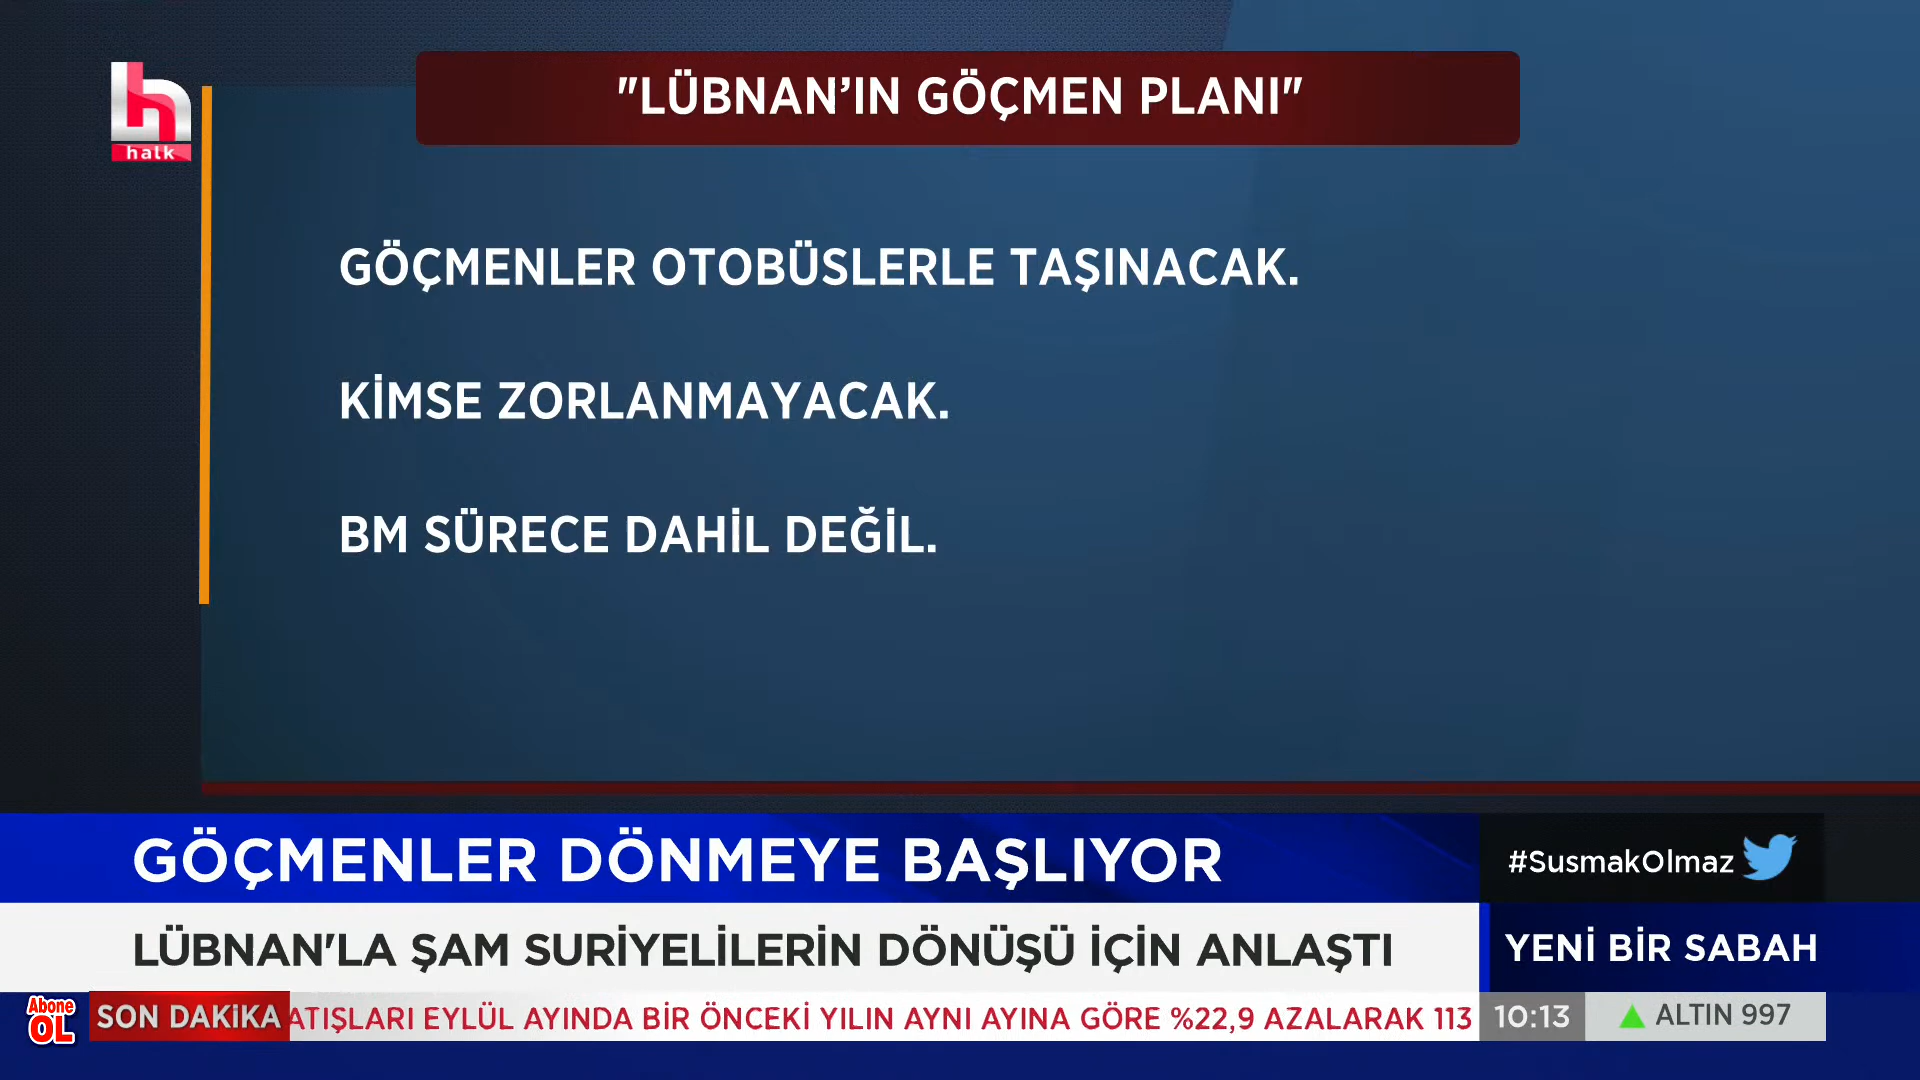 h
halk
"LÜBNAN’IN GÖÇMEN PLANI"
GÖÇMENLER OTOBÜSLERLE TAŞINACAK.
KİMSE ZORLANMAYACAK.
BM SÜRECE DAHİL DEĞİL.
GÖÇMENLER DÖNMEYE BAŞLIYOR
#SusmakOlmaz
LÜBNAN'LA ŞAM SURİYELİLERİN DÖNÜŞÜ İÇİN ANLAŞTI
YENİ BİR SABAH
Abone
OL
SON DAKİKA
ATIŞLARI EYLÜL AYINDA BİR ÖNCEKİ YILIN AYNI AYINA GÖRE %22,9 AZALARAK 113
10:13
ALTIN 997